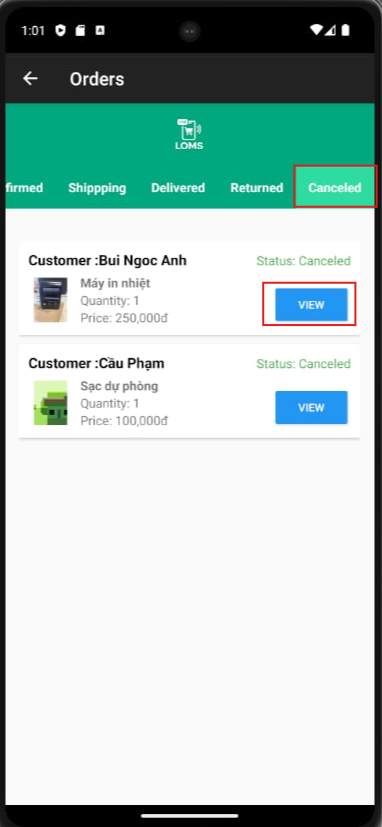 1:01
Orders
LOMS
firmed Shippping Delivered Returned Canceled
Customer :Bui Ngoc Anh Status: Canceled
Máy in nhiệt
Quantity: 1
Price: 250,000đ
VIEW
Customer :Cầu Phạm Status: Canceled
Sạc dự phòng
Quantity: 1
Price: 100,000đ
VIEW